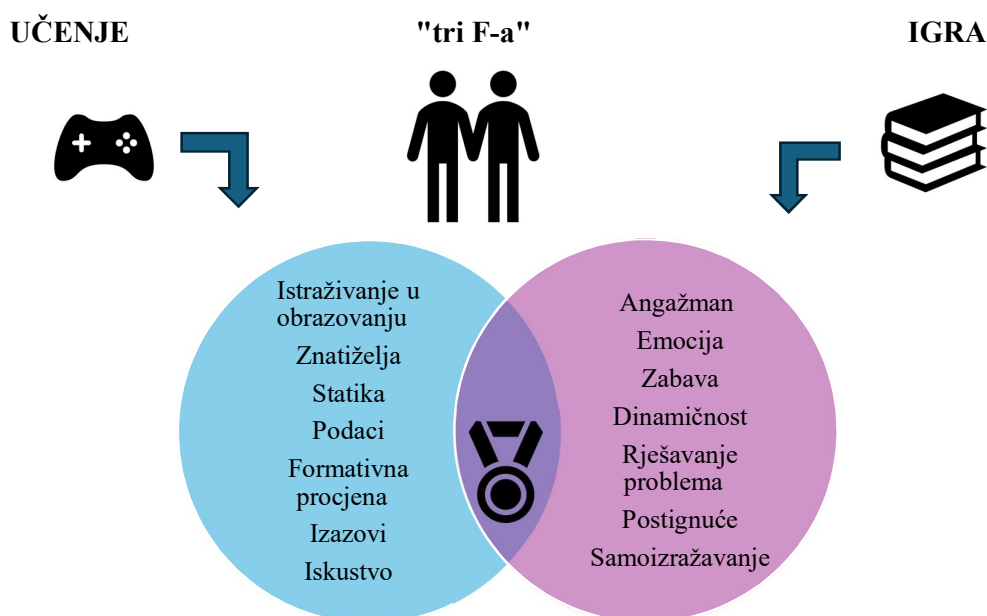 UČENJE
"tri F-a"
IGRA
Istraživanje u
obrazovanju
Znatiželja
Statika
Podaci
Formativna
procjena
Izazovi
Iskustvo
Angažman
Emocija
Zabava
Dinamičnost
Rješavanje
problema
Postignuće
Samoizražavanje